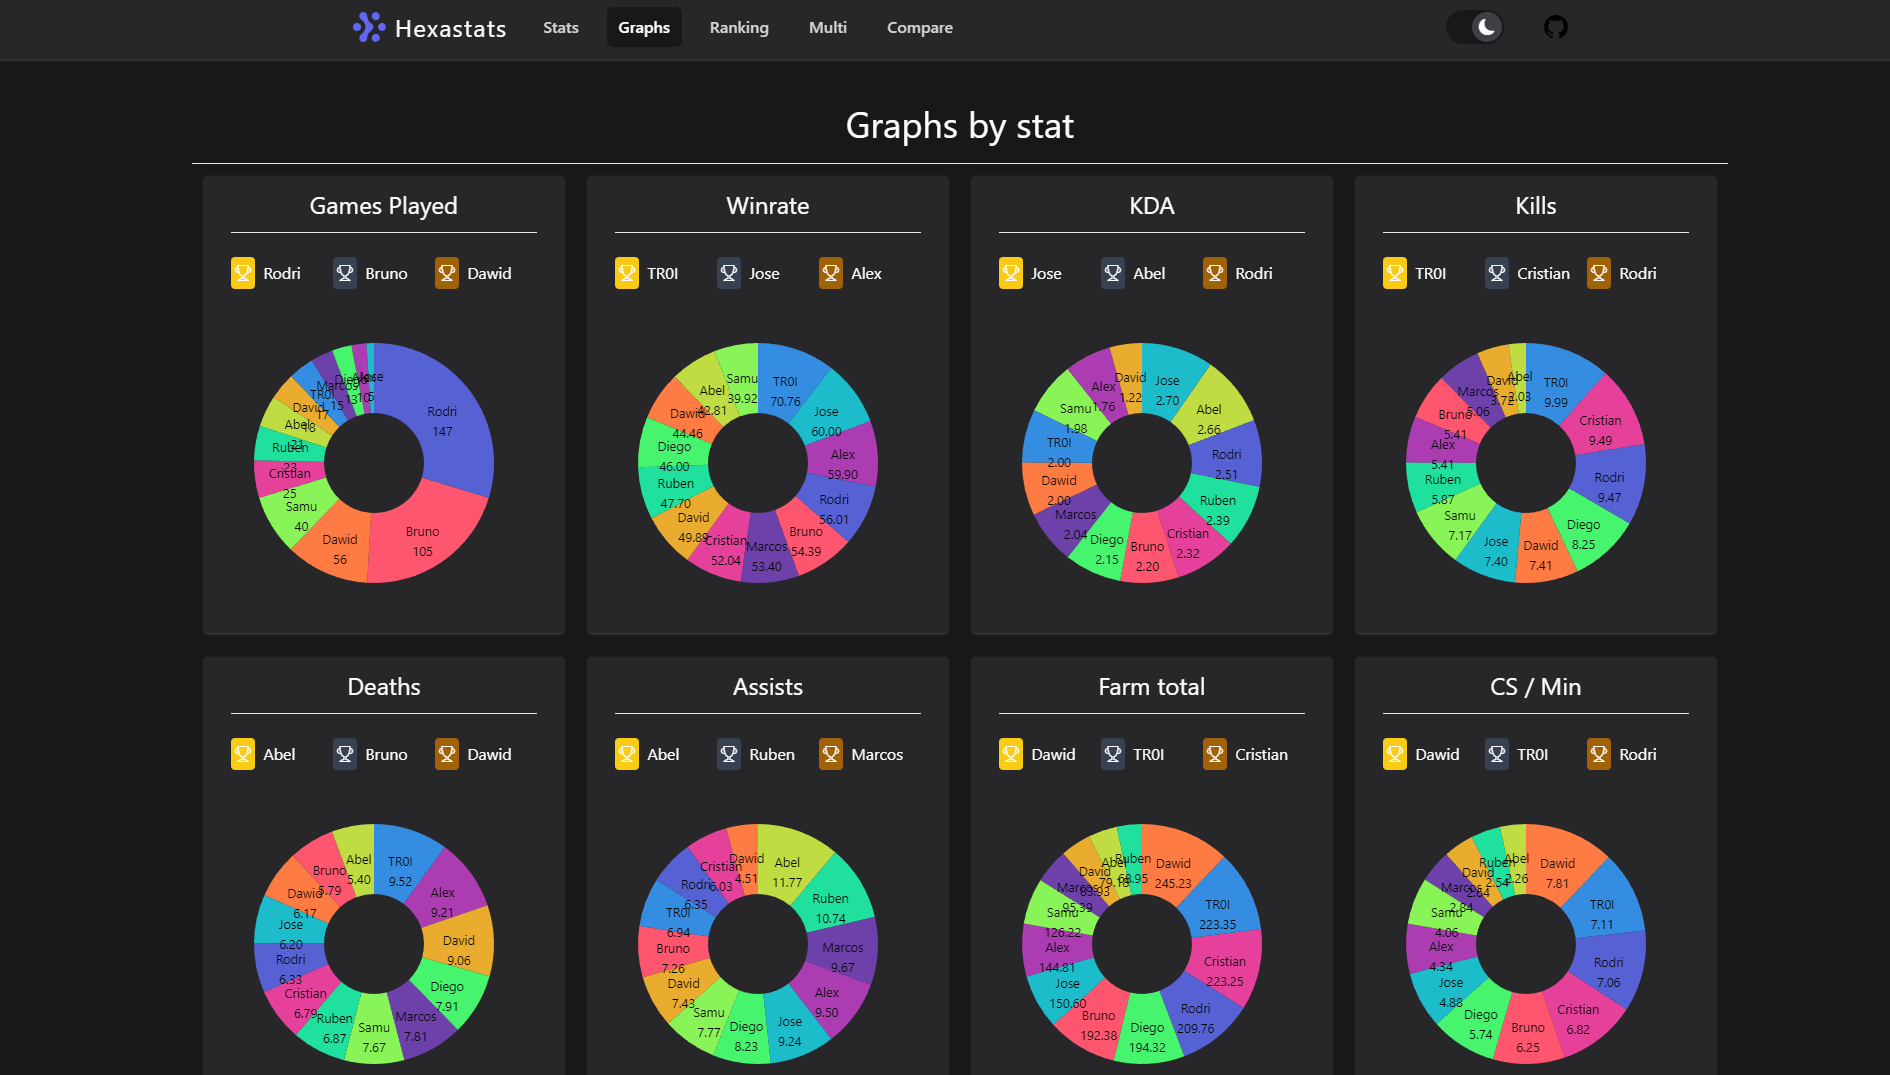 Hexastats
Stats
Graphs
Ranking
Multi
Compare
Graphs by stat
Games Played
Rodri
Bruno
Dawid
Rodri
147
Bruno
105
Dawid
56
Samu
40
Cristian
25
Ruben
23
Abel
21
David
18
TR0I
17
Marcos
15
Diego
13
Alex
10
Jose
5
Winrate
TR0I
Jose
Alex
TR0I
70.76
Jose
60.00
Alex
59.90
Rodri
56.01
Bruno
54.39
Marcos
53.40
Cristian
52.04
David
49.89
Ruben
47.70
Diego
46.00
Dawid
44.46
Abel
42.81
Samu
39.92
KDA
Jose
Abel
Rodri
Jose
2.70
Abel
2.66
Rodri
2.51
Ruben
2.39
Cristian
2.32
Bruno
2.20
Diego
2.15
Marcos
2.04
Dawid
2.00
TR0I
2.00
Samu
1.98
Alex
1.76
David
1.22
Kills
TR0I
Cristian
Rodri
TR0I
9.99
Cristian
9.49
Rodri
9.47
Diego
8.25
Dawid
7.41
Jose
7.40
Samu
7.17
Ruben
5.87
Alex
5.41
Bruno
5.41
Marcos
5.06
David
3.72
Abel
2.03
Deaths
Abel
Bruno
Dawid
TR0I
9.52
Alex
9.21
David
9.06
Diego
7.91
Marcos
7.81
Samu
7.67
Ruben
6.87
Cristian
6.79
Rodri
6.33
Jose
6.20
Dawid
6.17
Bruno
5.79
Abel
5.40
Assists
Abel
Ruben
Marcos
Abel
11.77
Ruben
10.74
Marcos
9.67
Alex
9.50
Jose
9.24
Diego
8.23
Samu
7.77
David
7.43
Bruno
7.26
TR0I
6.94
Rodri
6.35
Cristian
6.03
Dawid
4.51
Farm total
Dawid
TR0I
Cristian
Dawid
245.23
TR0I
223.35
Cristian
223.25
Rodri
209.76
Diego
194.32
Bruno
192.38
Jose
150.60
Alex
144.81
Samu
126.22
Marcos
95.39
David
83.93
Abel
79.18
Ruben
68.95
CS / Min
Dawid
TR0I
Rodri
Dawid
7.81
TR0I
7.11
Rodri
7.06
Cristian
6.82
Bruno
6.25
Diego
5.74
Jose
4.88
Alex
4.34
Samu
4.06
Marcos
2.84
David
2.64
Ruben
2.54
Abel
2.26